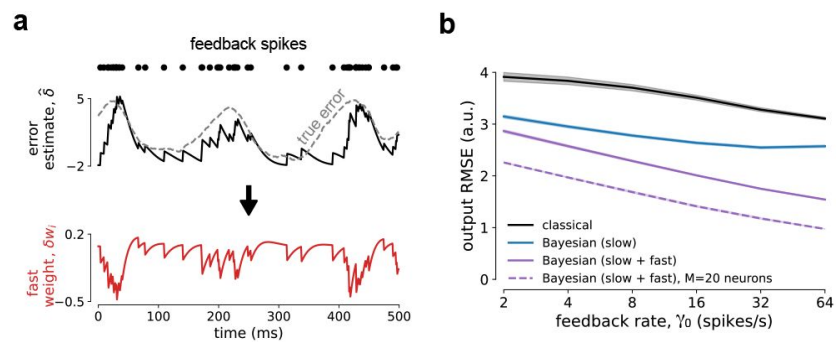 a
feedback spikes
error
estimate, δ̂
5
−2
true error
fast
weight, δwᵢ
0.2
−0.5
0
100
200
300
400
500
time (ms)
b
output RMSE (a.u.)
4
3
2
1
0
classical
Bayesian (slow)
Bayesian (slow + fast)
Bayesian (slow + fast), M=20 neurons
2
4
8
16
32
64
feedback rate, γ₀ (spikes/s)